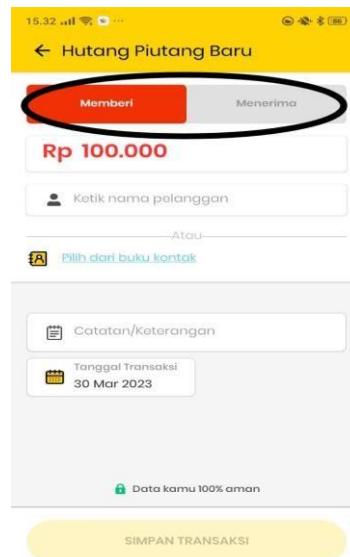 15.32
← Hutang Piutang Baru
Memberi Menerima
Rp 100.000
Ketik nama pelanggan
Atau
Pilih dari buku kontak
Catatan/Keterangan
Tanggal Transaksi
30 Mar 2023
Data kamu 100% aman
SIMPAN TRANSAKSI